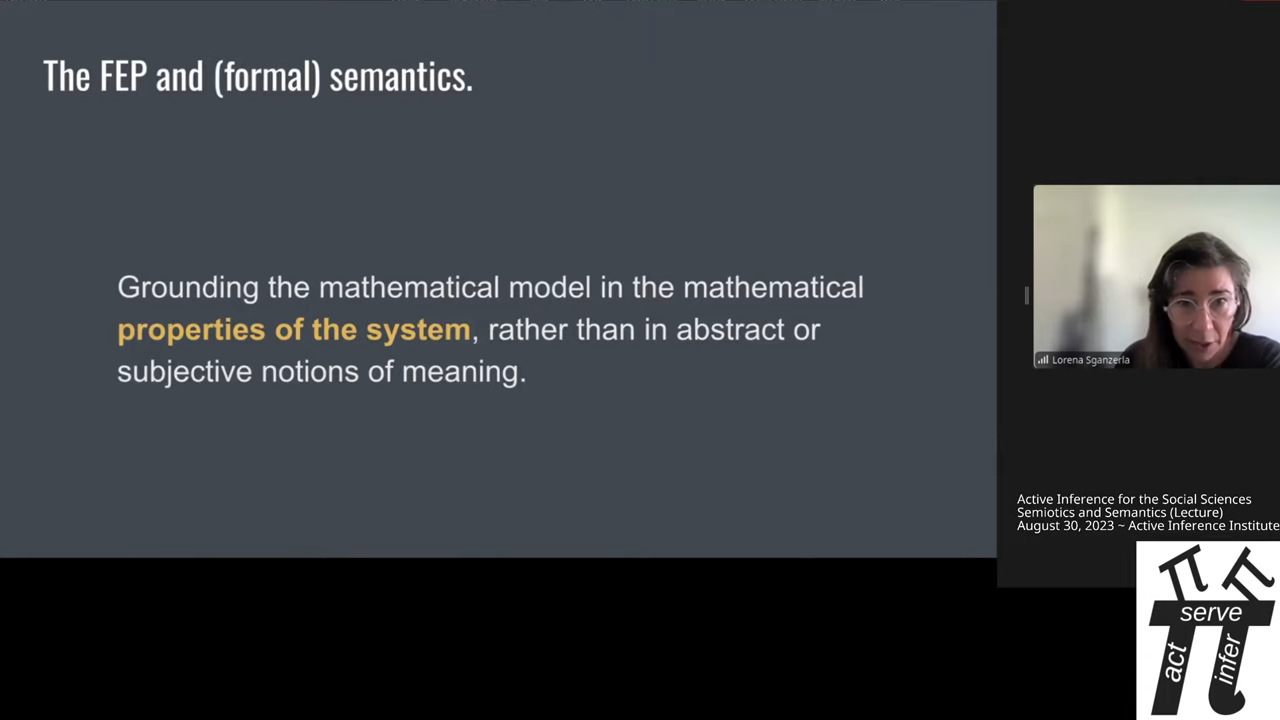 The FEP and (formal) semantics.
Grounding the mathematical model in the mathematical
properties of the system, rather than in abstract or
subjective notions of meaning.
Lorena Sganzerla
Active Inference for the Social Sciences
Semiotics and Semantics (Lecture)
August 30, 2023 ~ Active Inference Institute
π π
π
serve
act
infer